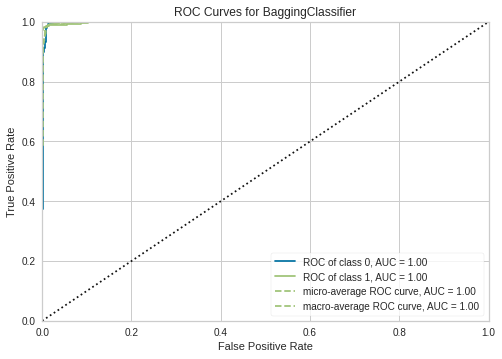 ROC Curves for BaggingClassifier
True Positive Rate
1.0
0.8
0.6
0.4
0.2
0.0
ROC of class 0, AUC = 1.00
ROC of class 1, AUC = 1.00
micro-average ROC curve, AUC = 1.00
macro-average ROC curve, AUC = 1.00
0.0 0.2 0.4 0.6 0.8 1.0
False Positive Rate